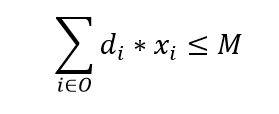 ∑_{i∈O} d_i * x_i ≤ M